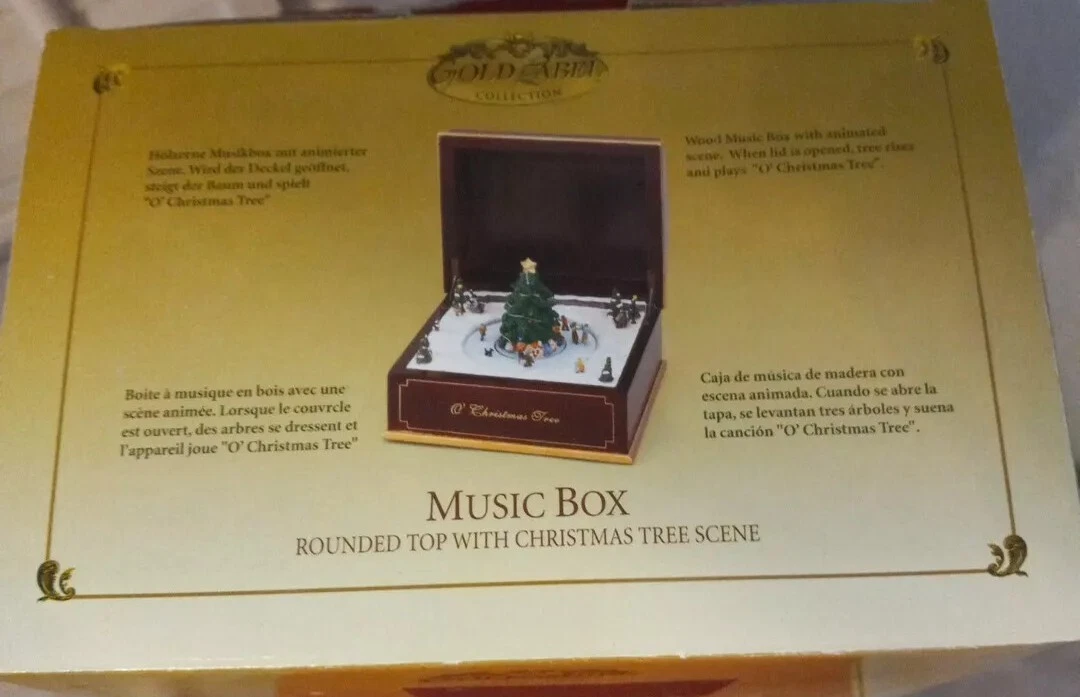 GOLD LABEL
COLLECTION
Holzerne Musikbox mit animierter
Szene. Wird der Deckel geöffnet,
steigt der Baum und spielt
"O' Christmas Tree"
Wood Music Box with animated
scene. When lid is opened, tree rises
and plays "O' Christmas Tree".
O' Christmas Tree
Boite à musique en bois avec une
scène animée. Lorsque le couvrcle
est ouvert, des arbres se dressent et
l'appareil joue "O' Christmas Tree"
Caja de música de madera con
escena animada. Cuando se abre la
tapa, se levantan tres árboles y suena
la canción "O' Christmas Tree".
MUSIC BOX
ROUNDED TOP WITH CHRISTMAS TREE SCENE